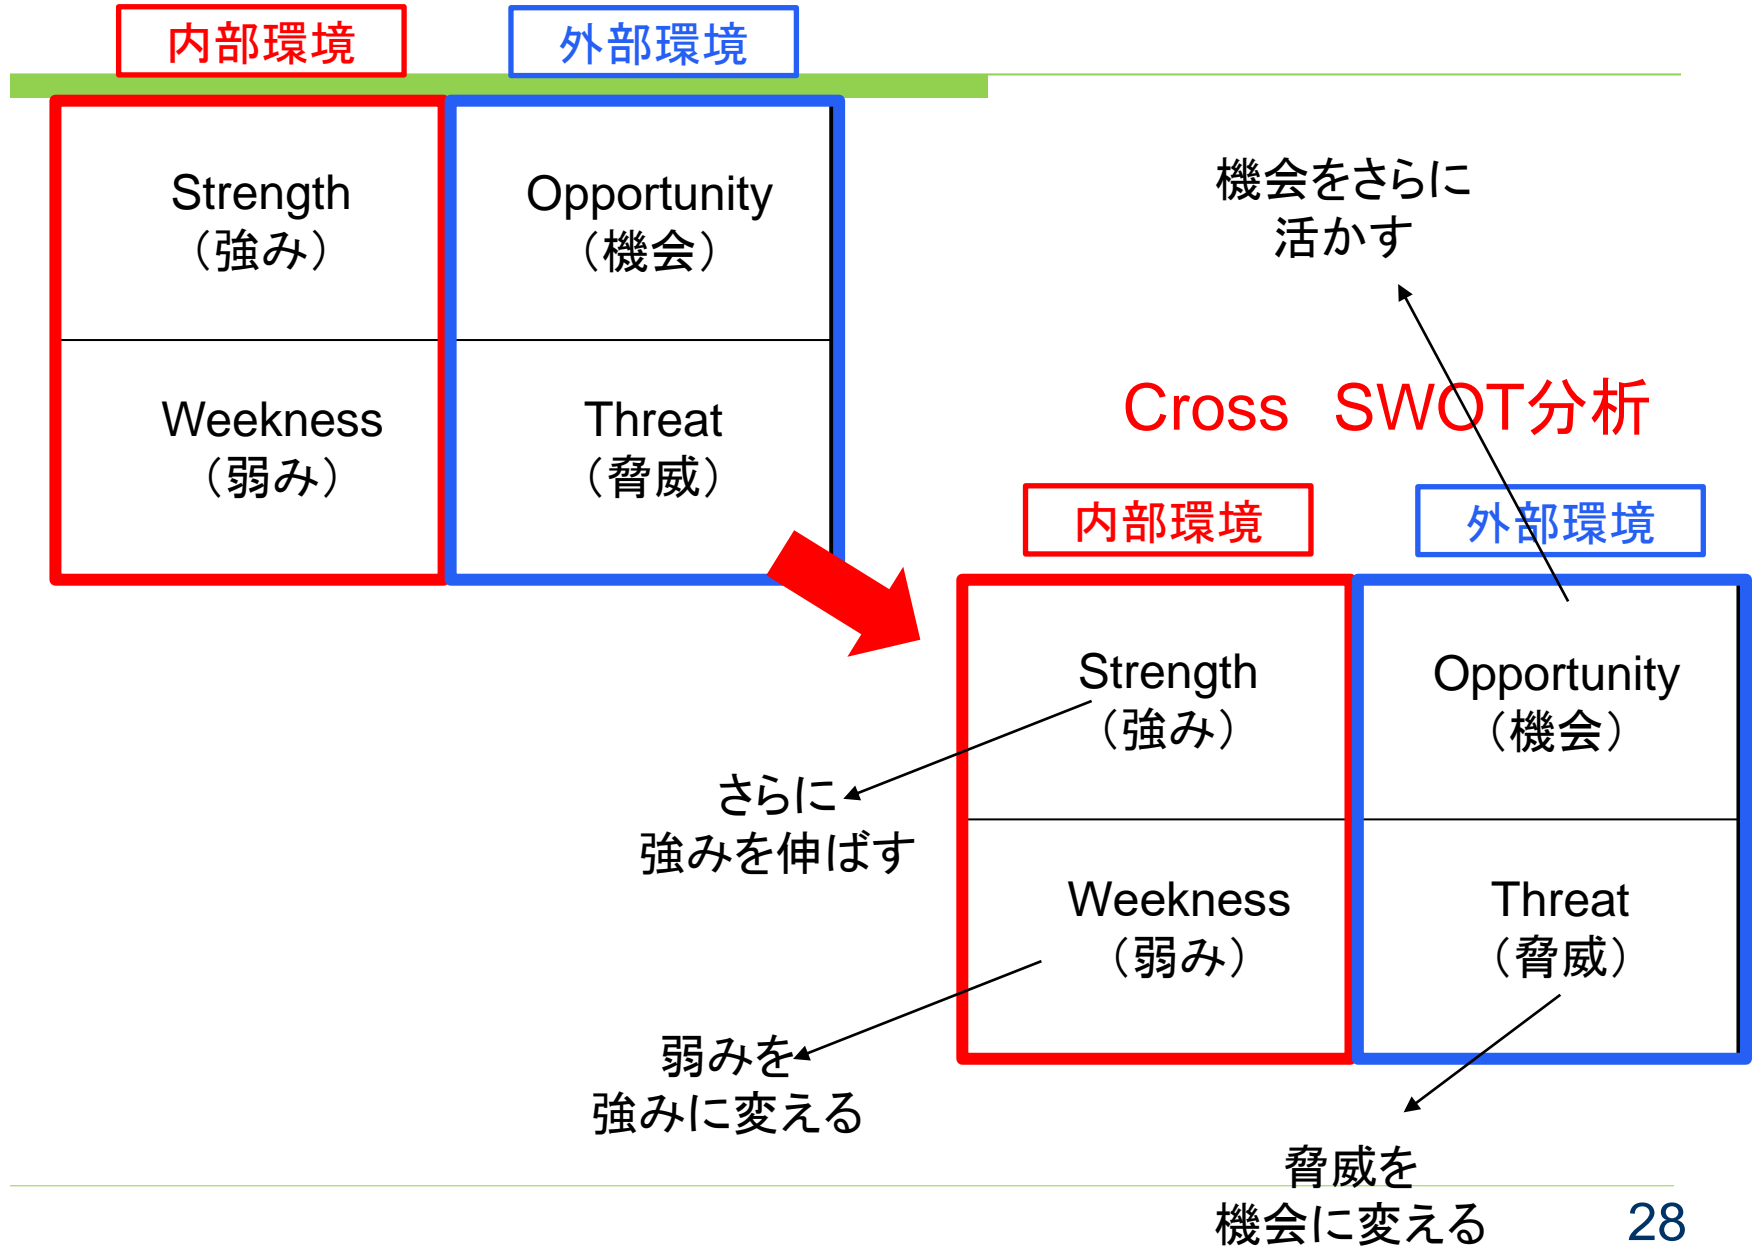 内部環境
外部環境
Strength
（強み）
Opportunity
（機会）
Weekness
（弱み）
Threat
（脅威）
機会をさらに
活かす
Cross　SWOT分析
内部環境
外部環境
Strength
（強み）
Opportunity
（機会）
さらに
強みを伸ばす
Weekness
（弱み）
Threat
（脅威）
弱みを
強みに変える
脅威を
機会に変える
28